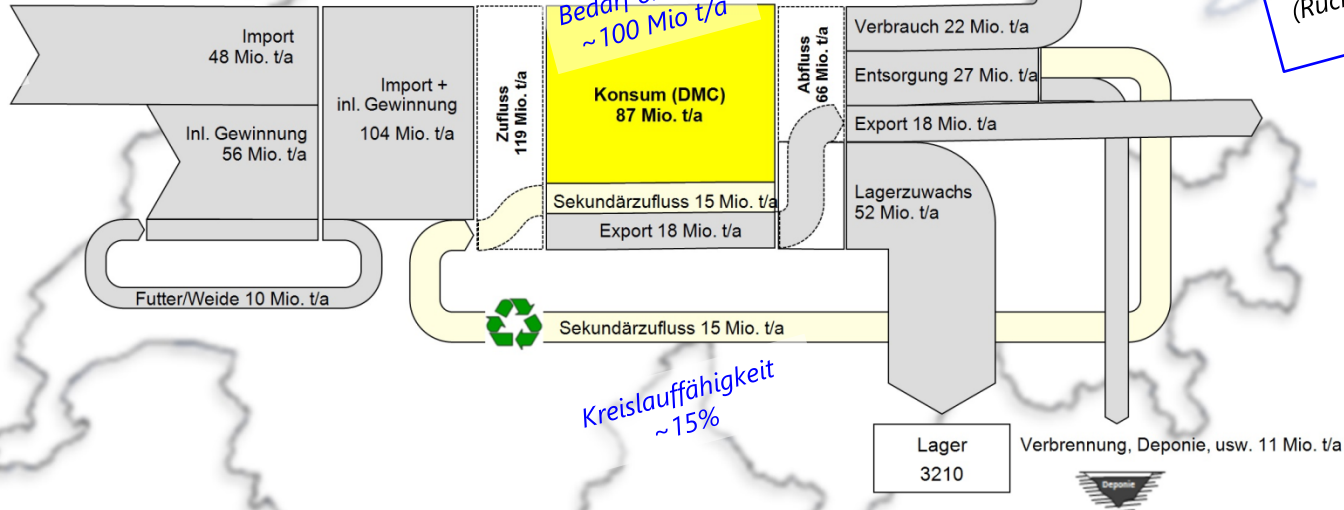 Import
48 Mio. t/a
Inl. Gewinnung
56 Mio. t/a
Import +
inl. Gewinnung
104 Mio. t/a
Futter/Weide 10 Mio. t/a
Zufluss
119 Mio. t/a
Bedarf
~100 Mio t/a
Konsum (DMC)
87 Mio. t/a
Sekundärzufluss 15 Mio. t/a
Export 18 Mio. t/a
Abfluss
66 Mio. t/a
Verbrauch 22 Mio. t/a
Entsorgung 27 Mio. t/a
Export 18 Mio. t/a
Lagerzuwachs
52 Mio. t/a
Sekundärzufluss 15 Mio. t/a
Kreislauffähigkeit
~15%
Lager
3210
Verbrennung, Deponie, usw. 11 Mio. t/a
Deponie